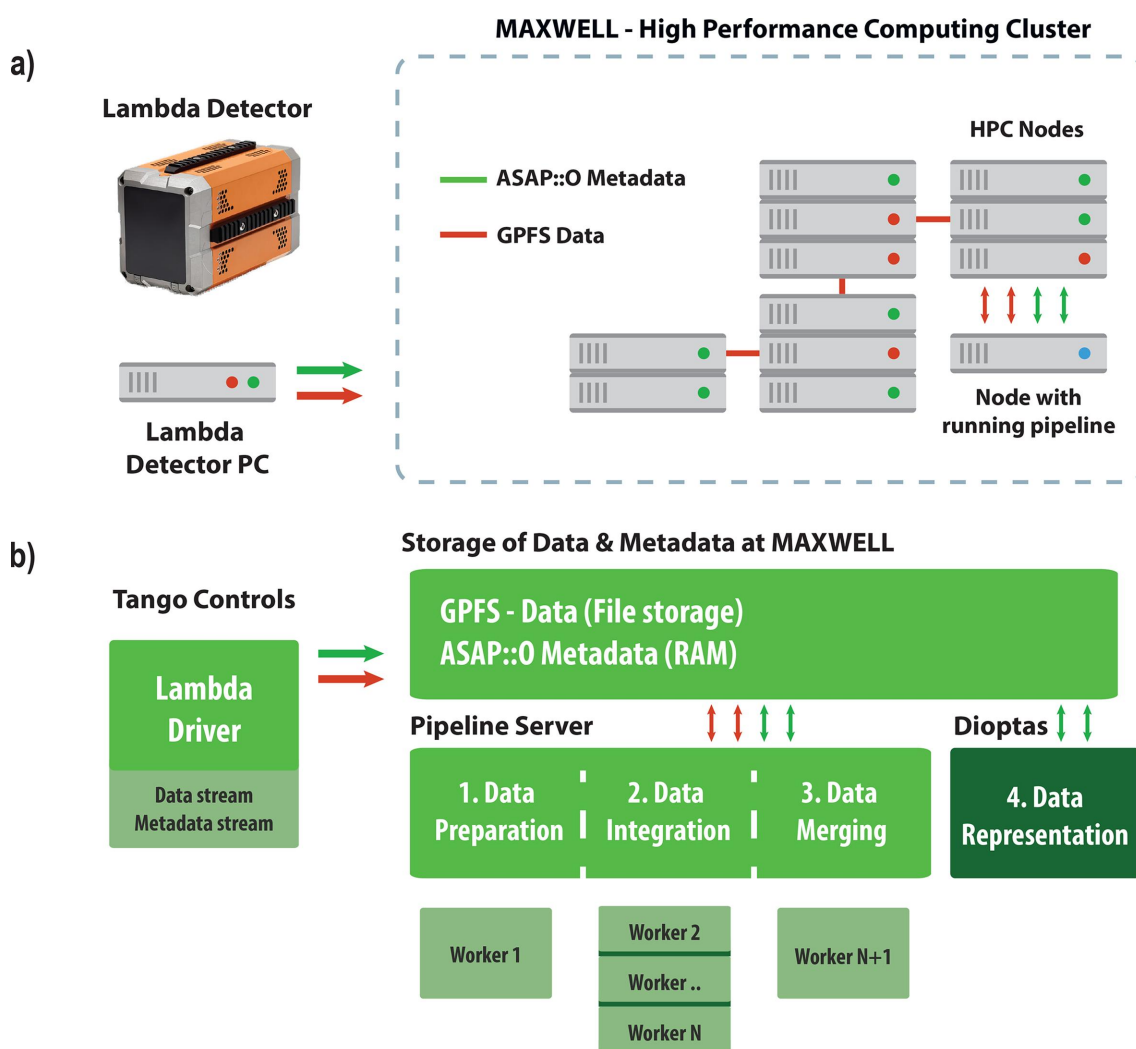 MAXWELL - High Performance Computing Cluster
a)
Lambda Detector
HPC Nodes
ASAP::O Metadata
GPFS Data
Lambda
Detector PC
Node with
running pipeline
b)
Storage of Data & Metadata at MAXWELL
Tango Controls
GPFS - Data (File storage)
ASAP::O Metadata (RAM)
Lambda
Driver
Data stream
Metadata stream
Pipeline Server
Dioptas
1. Data
Preparation
2. Data
Integration
3. Data
Merging
4. Data
Representation
Worker 1
Worker 2
Worker ..
Worker N
Worker N+1